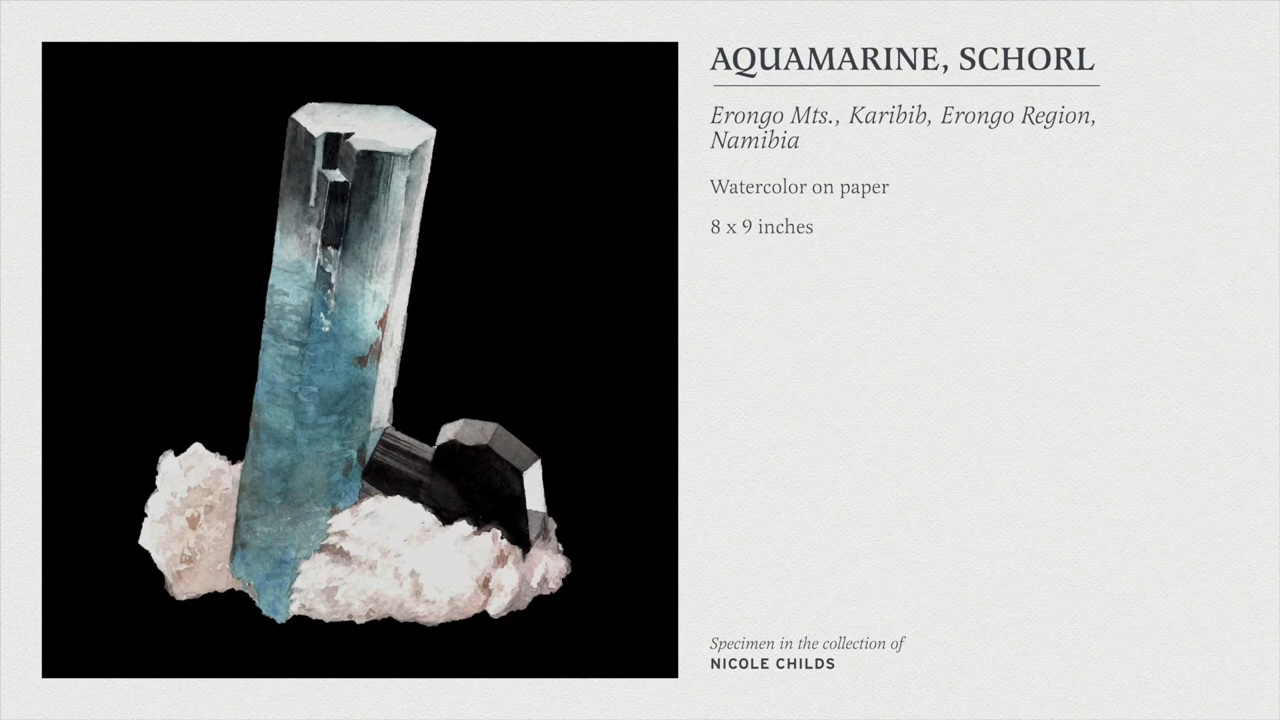 AQUAMARINE, SCHORL
Erongo Mts., Karibib, Erongo Region,
Namibia
Watercolor on paper
8 x 9 inches
Specimen in the collection of
NICOLE CHILDS